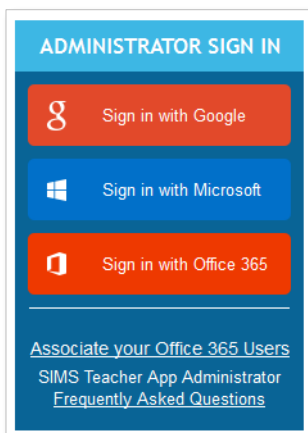 ADMINISTRATOR SIGN IN
Sign in with Google
Sign in with Microsoft
Sign in with Office 365
Associate your Office 365 Users
SIMS Teacher App Administrator
Frequently Asked Questions